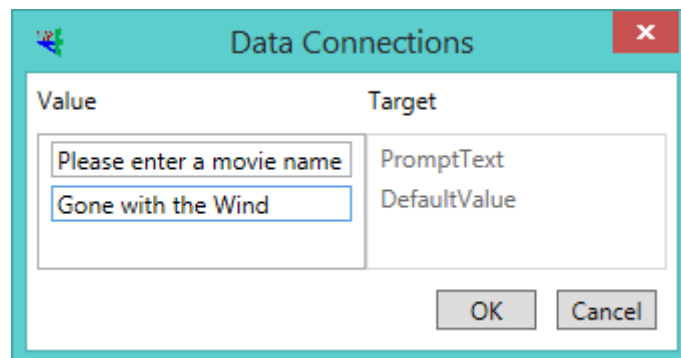 Data Connections
x
Value Target
Please enter a movie name PromptText
Gone with the Wind DefaultValue
OK Cancel